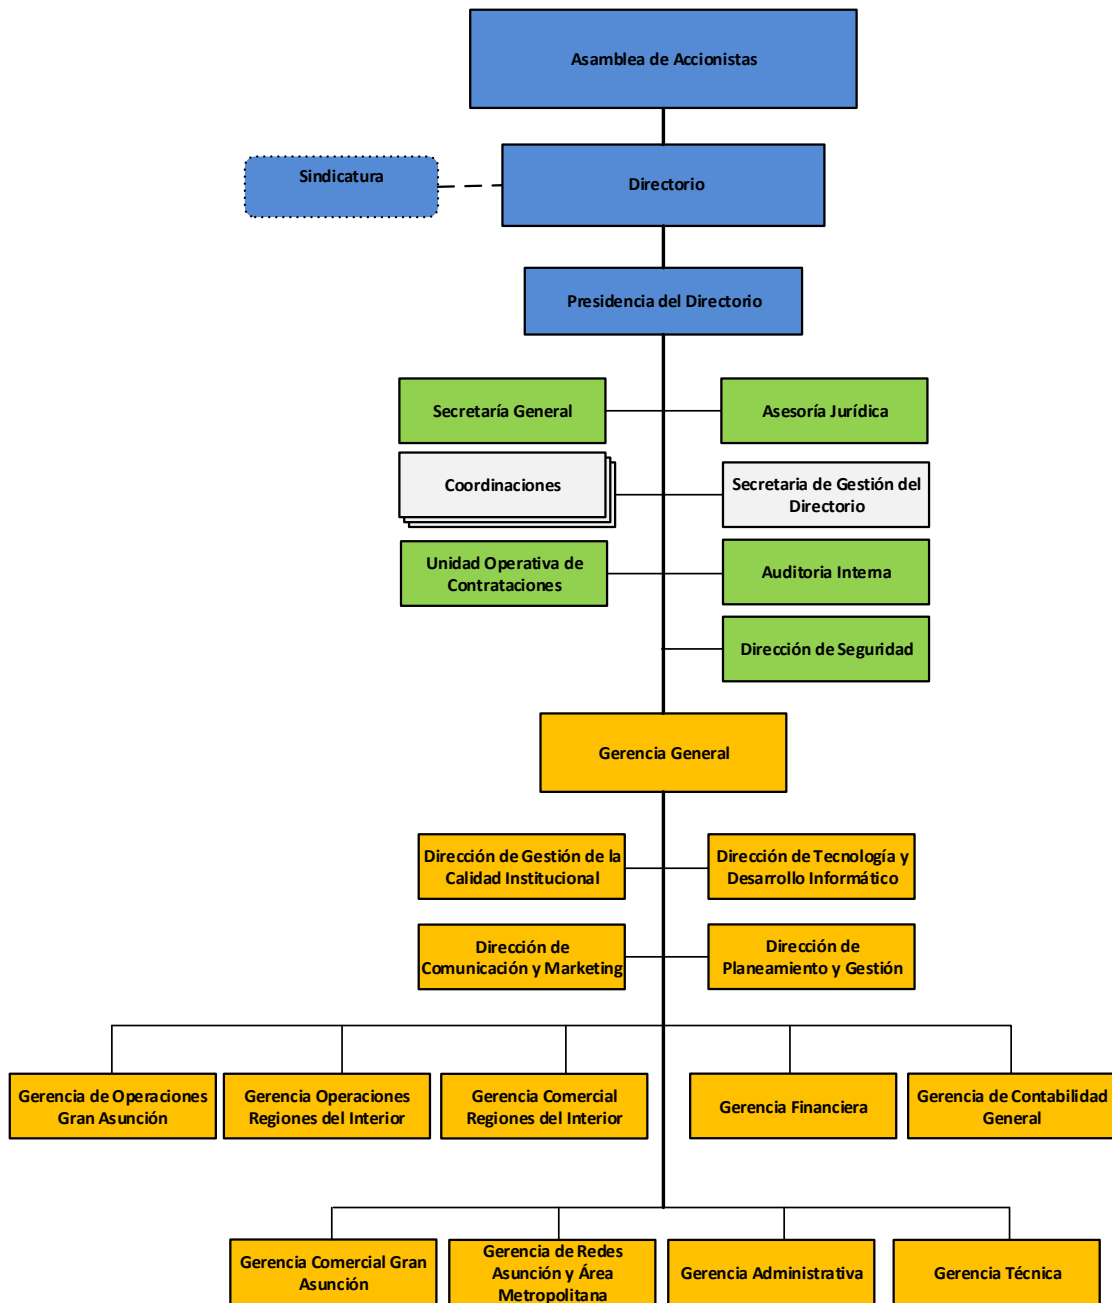 Asamblea de Accionistas
Sindicatura
Directorio
Presidencia del Directorio
Secretaría General
Asesoría Jurídica
Coordinaciones
Secretaria de Gestión del
Directorio
Unidad Operativa de
Contrataciones
Auditoria Interna
Dirección de Seguridad
Gerencia General
Dirección de Gestión de la
Calidad Institucional
Dirección de Tecnología y
Desarrollo Informático
Dirección de
Comunicación y Marketing
Dirección de
Planeamiento y Gestión
Gerencia de Operaciones
Gran Asunción
Gerencia Operaciones
Regiones del Interior
Gerencia Comercial
Regiones del Interior
Gerencia Financiera
Gerencia de Contabilidad
General
Gerencia Comercial Gran
Asunción
Gerencia de Redes
Asunción y Área
Metropolitana
Gerencia Administrativa
Gerencia Técnica